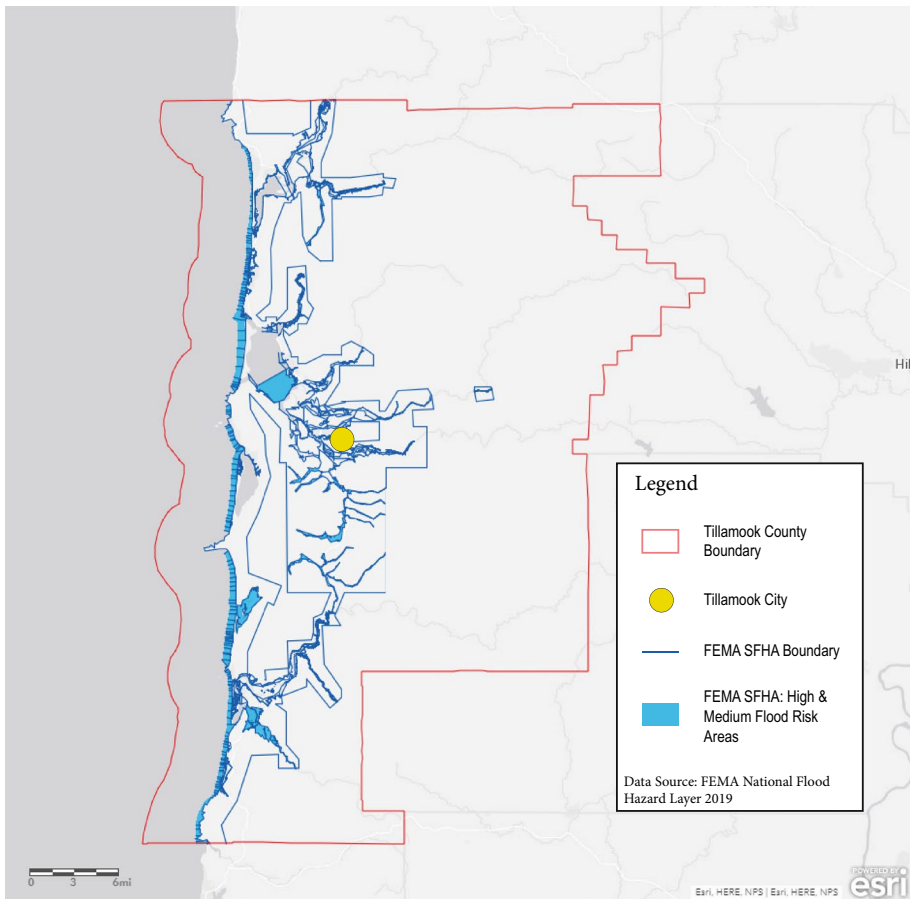 Hil
Legend
Tillamook County
Boundary
Tillamook City
FEMA SFHA Boundary
FEMA SFHA: High &
Medium Flood Risk
Areas
Data Source: FEMA National Flood
Hazard Layer 2019
0 3 6mi
Esri, HERE, NPS | Esri, HERE, NPS
POWERED BY
esri